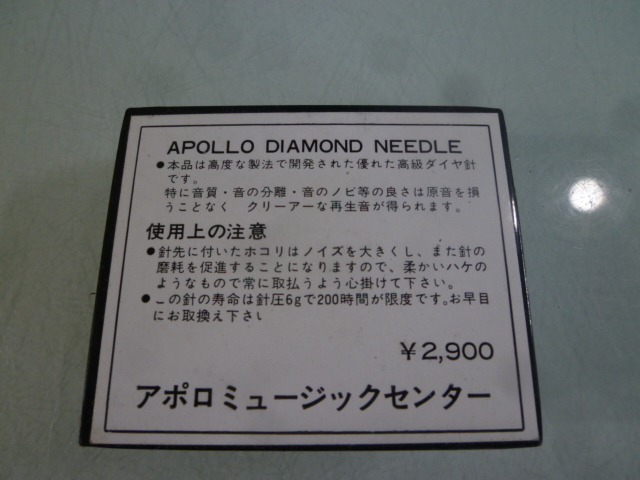 APOLLO DIAMOND NEEDLE
●本品は高度な製法で開発された優れた高級ダイヤ針
です。
特に音質・音の分離・音のノビ等の良さは原音を損
うことなく　クリアーな再生音が得られます。
使用上の注意
●針先に付いたホコリはノイズを大きくし、また針の
磨耗を促進することになりますので、柔かいハケの
ようなもので常に取払うよう心掛けて下さい。
●この針の寿命は針圧6gで200時間が限度です。お早目
にお取換え下さい
￥2,900
アポロミュージックセンター